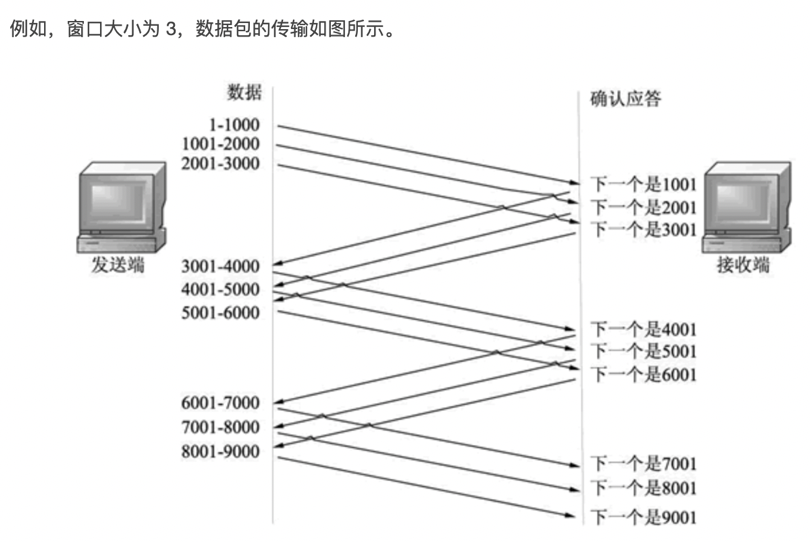 例如，窗口大小为 3，数据包的传输如图所示。
数据
确认应答
1-1000
1001-2000
2001-3000
下一个是1001
下一个是2001
下一个是3001
发送端
接收端
3001-4000
4001-5000
5001-6000
下一个是4001
下一个是5001
下一个是6001
6001-7000
7001-8000
8001-9000
下一个是7001
下一个是8001
下一个是9001